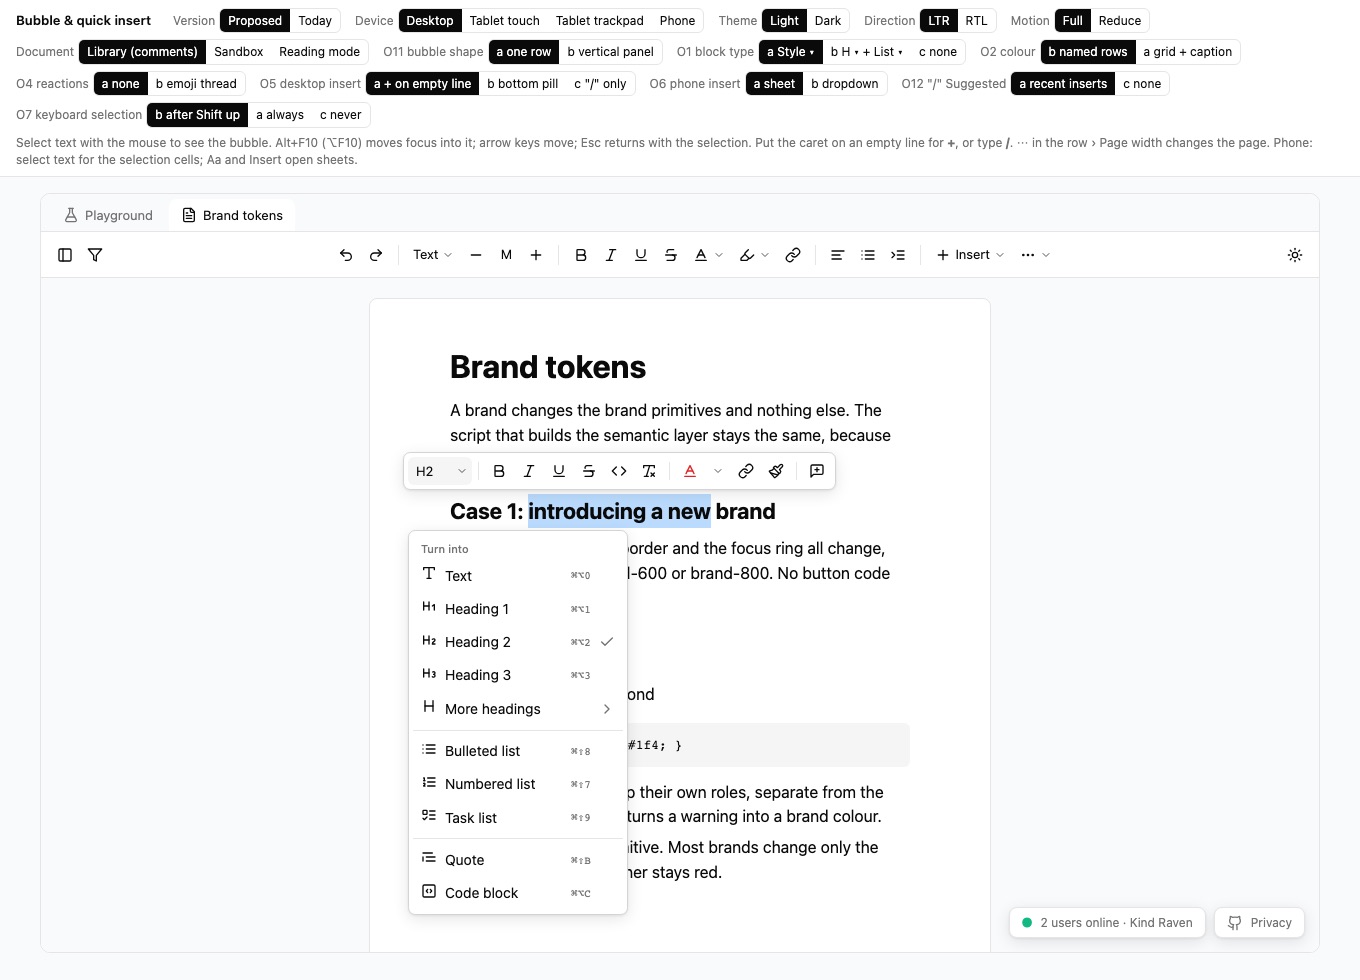 Bubble & quick insert Version Proposed Today Device Desktop Tablet touch Tablet trackpad Phone Theme Light Dark Direction LTR RTL Motion Full Reduce
Document Library (comments) Sandbox Reading mode O11 bubble shape a one row b vertical panel O1 block type a Style ▾ b H ▾ + List ▾ c none O2 colour b named rows a grid + caption
O4 reactions a none b emoji thread O5 desktop insert a + on empty line b bottom pill c "/" only O6 phone insert a sheet b dropdown O12 "/" Suggested a recent inserts c none
O7 keyboard selection b after Shift up a always c never
Select text with the mouse to see the bubble. Alt+F10 (⌥F10) moves focus into it; arrow keys move; Esc returns with the selection. Put the caret on an empty line for +, or type /. ··· in the row › Page width changes the page. Phone:
select text for the selection cells; Aa and Insert open sheets.
Playground Brand tokens
Text M B I U S A Insert
Brand tokens
A brand changes the brand primitives and nothing else. The
script that builds the semantic layer stays the same, because
H2 B I U S A
Case 1: introducing a new brand
Turn into
border and the focus ring all change,
Text ⌘⌥0
-600 or brand-800. No button code
H1 Heading 1 ⌘⌥1
H2 Heading 2 ⌘⌥2
H3 Heading 3 ⌘⌥3
ond
H More headings
#1f4; }
Bulleted list ⌘⇧8
Numbered list ⌘⇧7
their own roles, separate from the
Task list ⌘⇧9
turns a warning into a brand colour.
itive. Most brands change only the
Quote ⌘⇧B
her stays red.
Code block ⌘⌥C
2 users online · Kind Raven Privacy